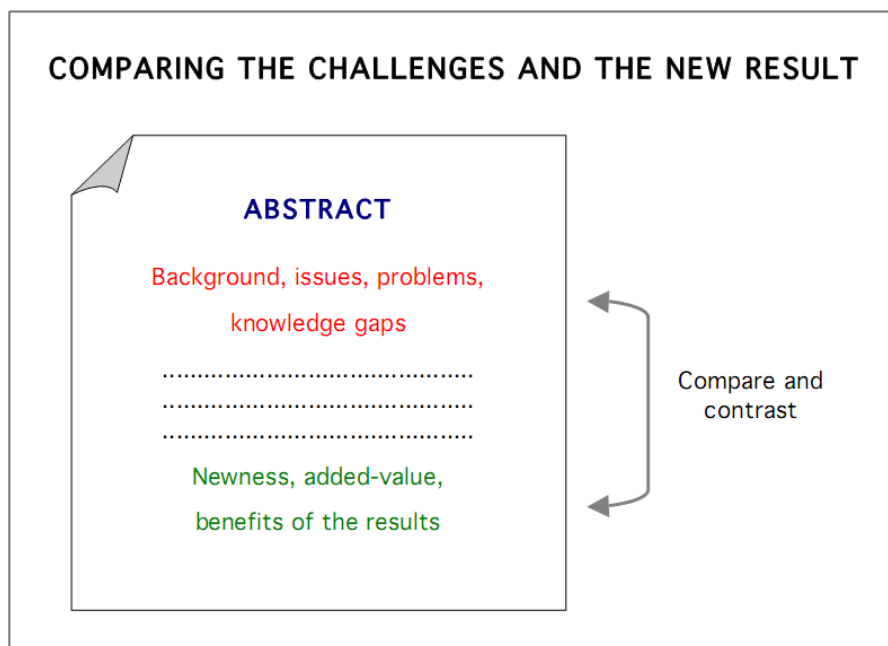 COMPARING THE CHALLENGES AND THE NEW RESULT
ABSTRACT
Background, issues, problems,
knowledge gaps
..................................................
..................................................
..................................................
Newness, added-value,
benefits of the results
Compare and
contrast